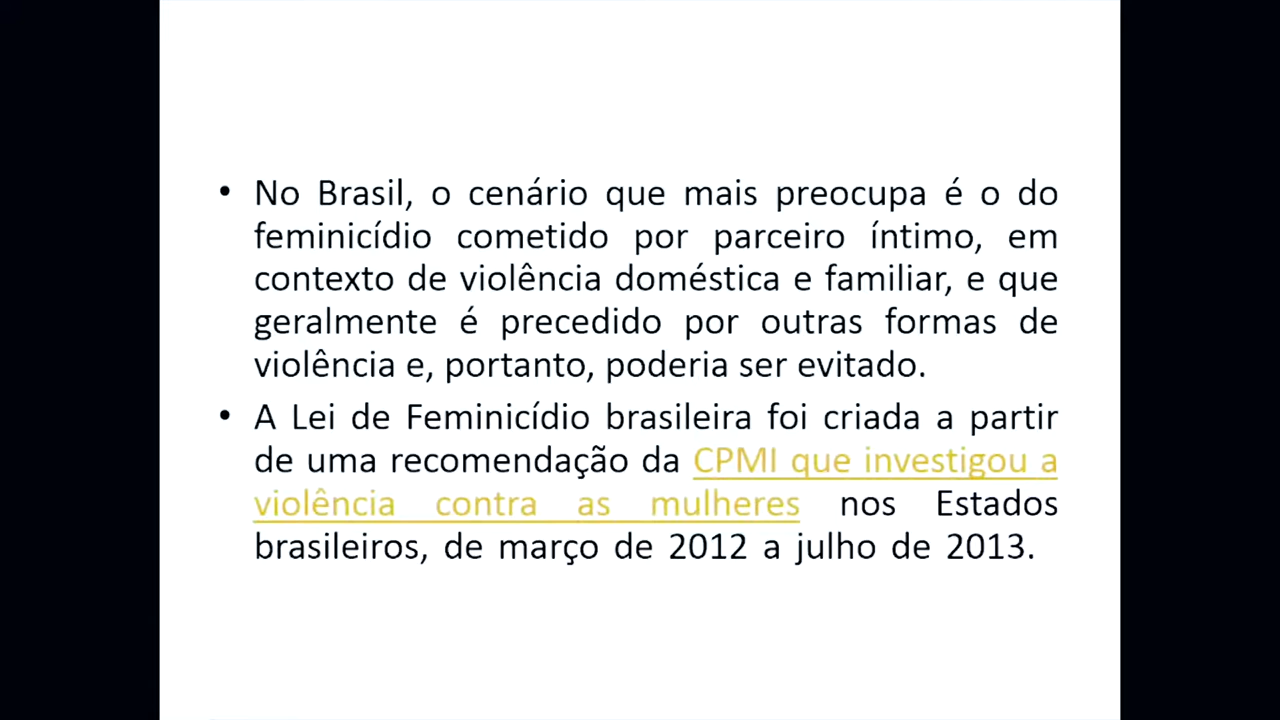 • No Brasil, o cenário que mais preocupa é o do
feminicídio cometido por parceiro íntimo, em
contexto de violência doméstica e familiar, e que
geralmente é precedido por outras formas de
violência e, portanto, poderia ser evitado.
• A Lei de Feminicídio brasileira foi criada a partir
de uma recomendação da CPMI que investigou a
violência contra as mulheres nos Estados
brasileiros, de março de 2012 a julho de 2013.